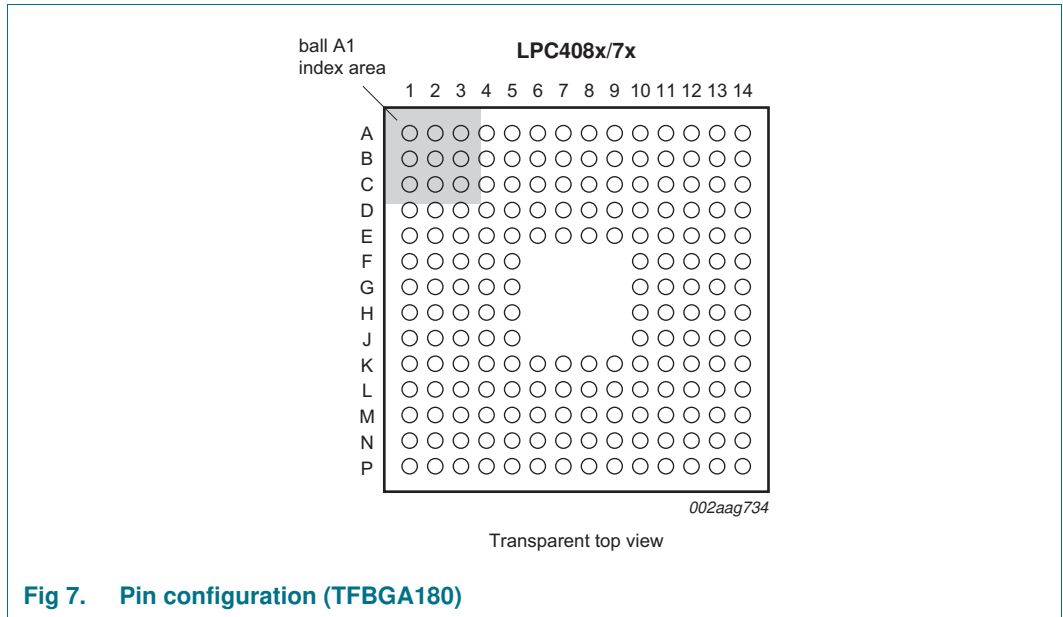 ball A1
index area
LPC408x/7x
1 2 3 4 5 6 7 8 9 10 11 12 13 14
A
B
C
D
E
F
G
H
J
K
L
M
N
P
002aag734
Transparent top view
Fig 7. Pin configuration (TFBGA180)